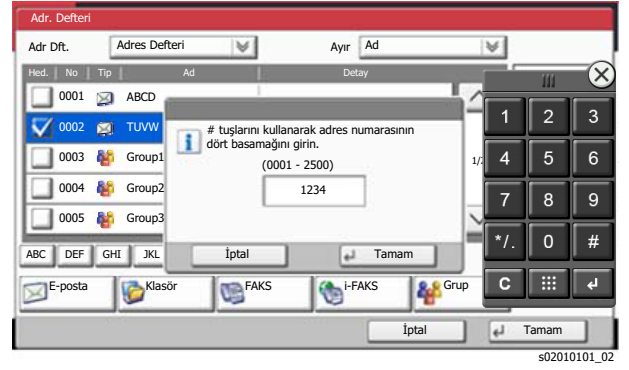 Adr. Defteri
Adr Dft. Adres Defteri Ayır Ad
Hed. No Tip Ad Detay
0001 ABCD
0002 TUVW
0003 Group1
0004 Group2
0005 Group3
# tuşlarını kullanarak adres numarasının
dört basamağını girin.
(0001 - 2500)
1234
İptal Tamam
ABC DEF GHI JKL
E-posta Klasör FAKS i-FAKS Grup
İptal Tamam
1 2 3
4 5 6
7 8 9
*/. 0 #
C
s02010101_02